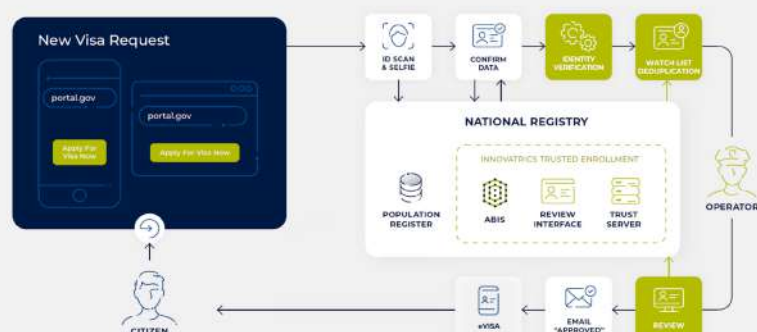 New Visa Request
portal.gov
Apply For
Visa Now
portal.gov
Apply For Visa Now
ID SCAN
& SELFIE
CONFIRM
DATA
IDENTITY
VERIFICATION
WATCH LIST
DEDUPLICATION
NATIONAL REGISTRY
INNOVATRICS TRUSTED ENROLLMENT
POPULATION
REGISTER
ABIS
REVIEW
INTERFACE
TRUST
SERVER
OPERATOR
CITIZEN
eVISA
EMAIL
"APPROVED"
REVIEW